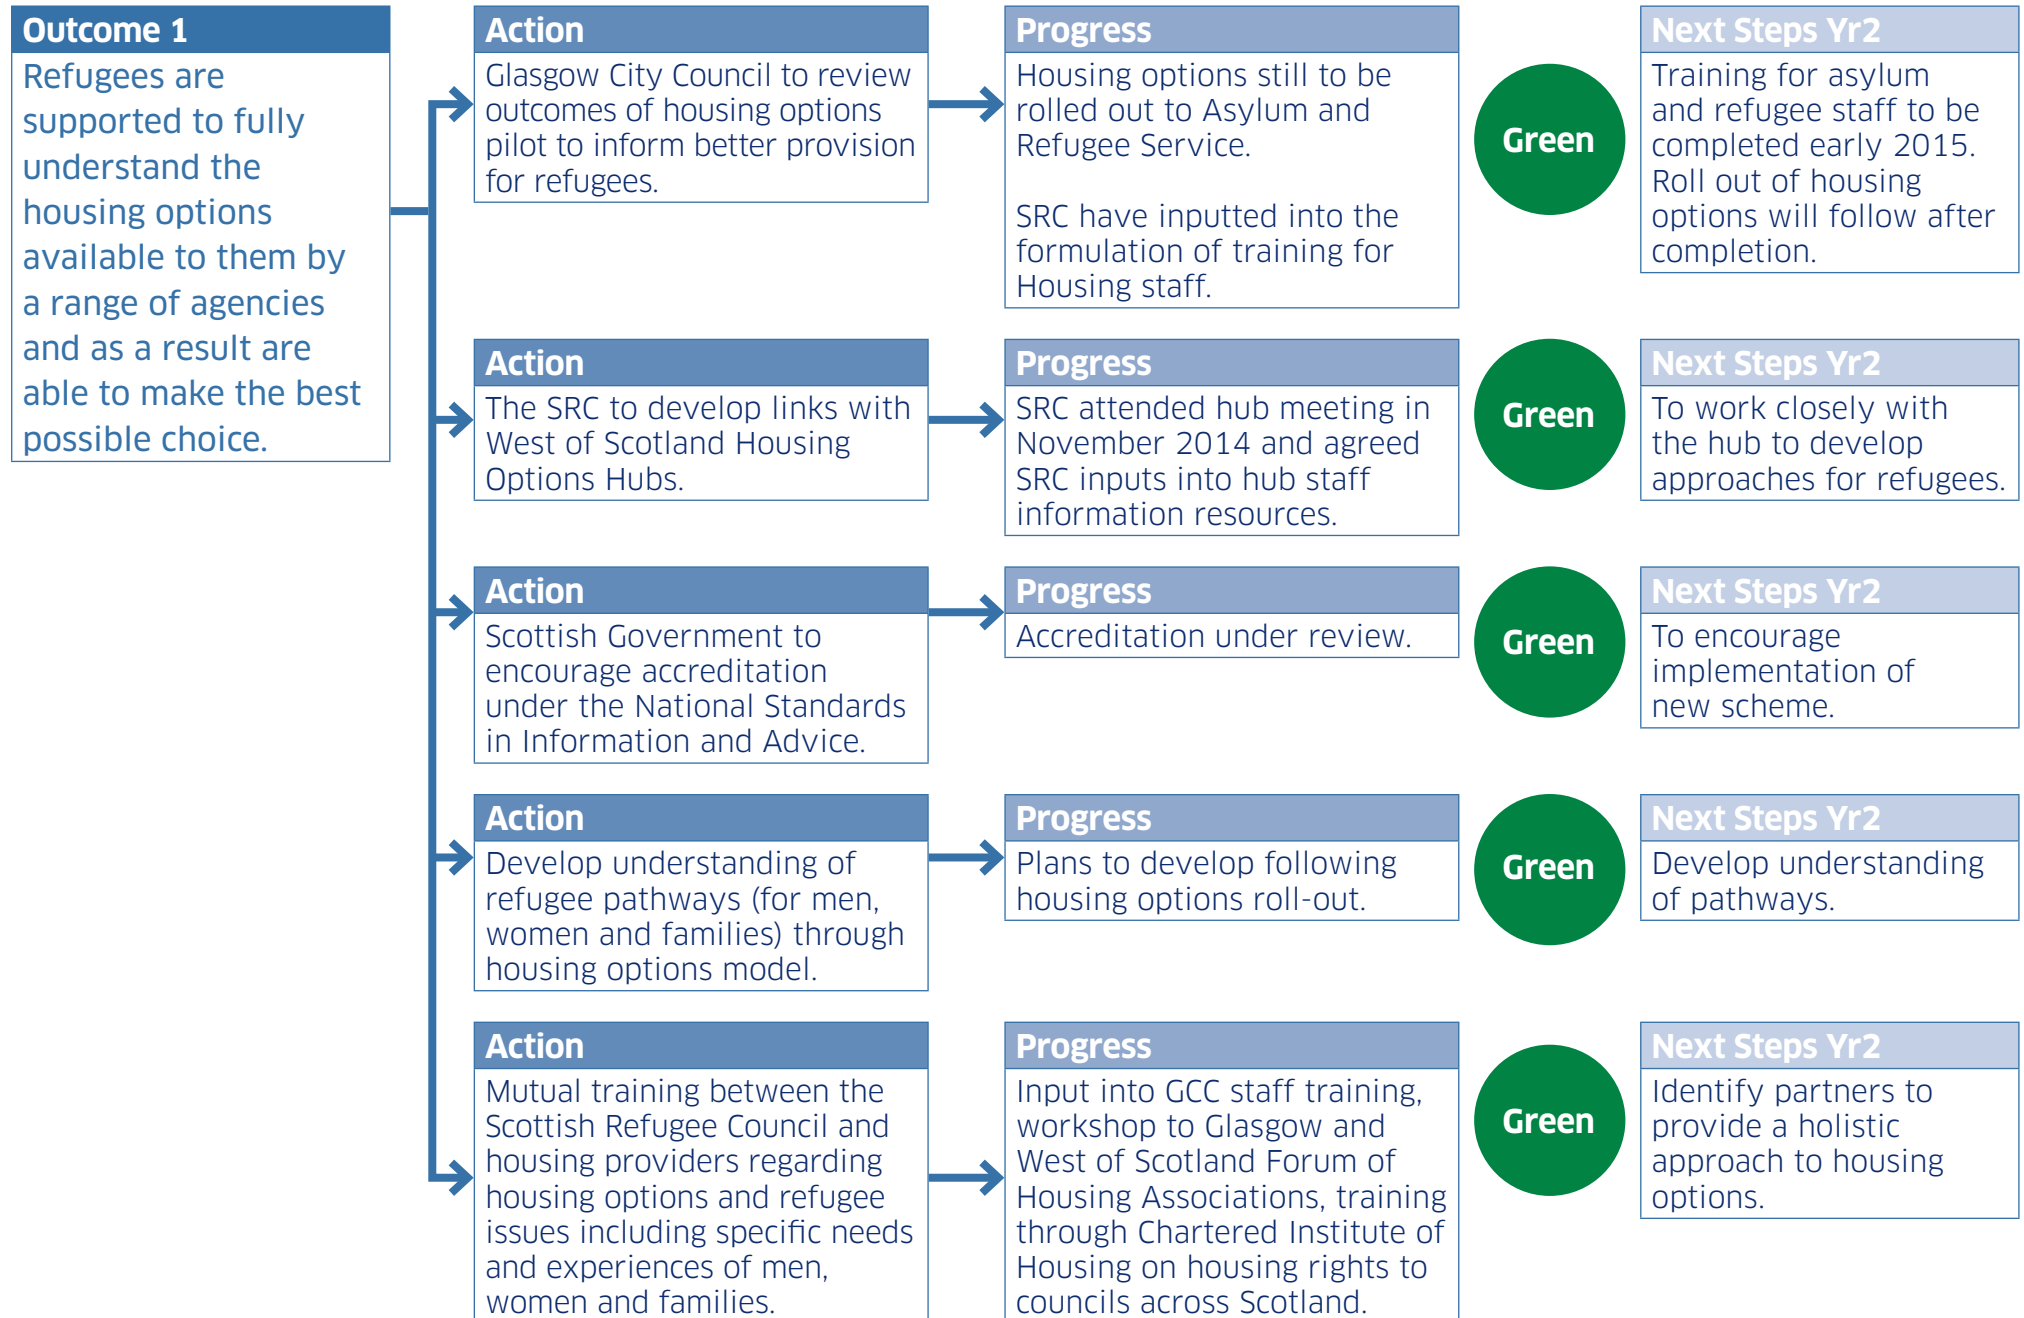 Outcome 1
Refugees are
supported to fully
understand the
housing options
available to them by
a range of agencies
and as a result are
able to make the best
possible choice.
Action
Glasgow City Council to review
outcomes of housing options
pilot to inform better provision
for refugees.
Progress
Housing options still to be
rolled out to Asylum and
Refugee Service.
SRC have inputted into the
formulation of training for
Housing staff.
Green
Next Steps Yr2
Training for asylum
and refugee staff to be
completed early 2015.
Roll out of housing
options will follow after
completion.
Action
The SRC to develop links with
West of Scotland Housing
Options Hubs.
Progress
SRC attended hub meeting in
November 2014 and agreed
SRC inputs into hub staff
information resources.
Green
Next Steps Yr2
To work closely with
the hub to develop
approaches for refugees.
Action
Scottish Government to
encourage accreditation
under the National Standards
in Information and Advice.
Progress
Accreditation under review.
Green
Next Steps Yr2
To encourage
implementation of
new scheme.
Action
Develop understanding of
refugee pathways (for men,
women and families) through
housing options model.
Progress
Plans to develop following
housing options roll-out.
Green
Next Steps Yr2
Develop understanding
of pathways.
Action
Mutual training between the
Scottish Refugee Council and
housing providers regarding
housing options and refugee
issues including specific needs
and experiences of men,
women and families.
Progress
Input into GCC staff training,
workshop to Glasgow and
West of Scotland Forum of
Housing Associations, training
through Chartered Institute of
Housing on housing rights to
councils across Scotland.
Green
Next Steps Yr2
Identify partners to
provide a holistic
approach to housing
options.